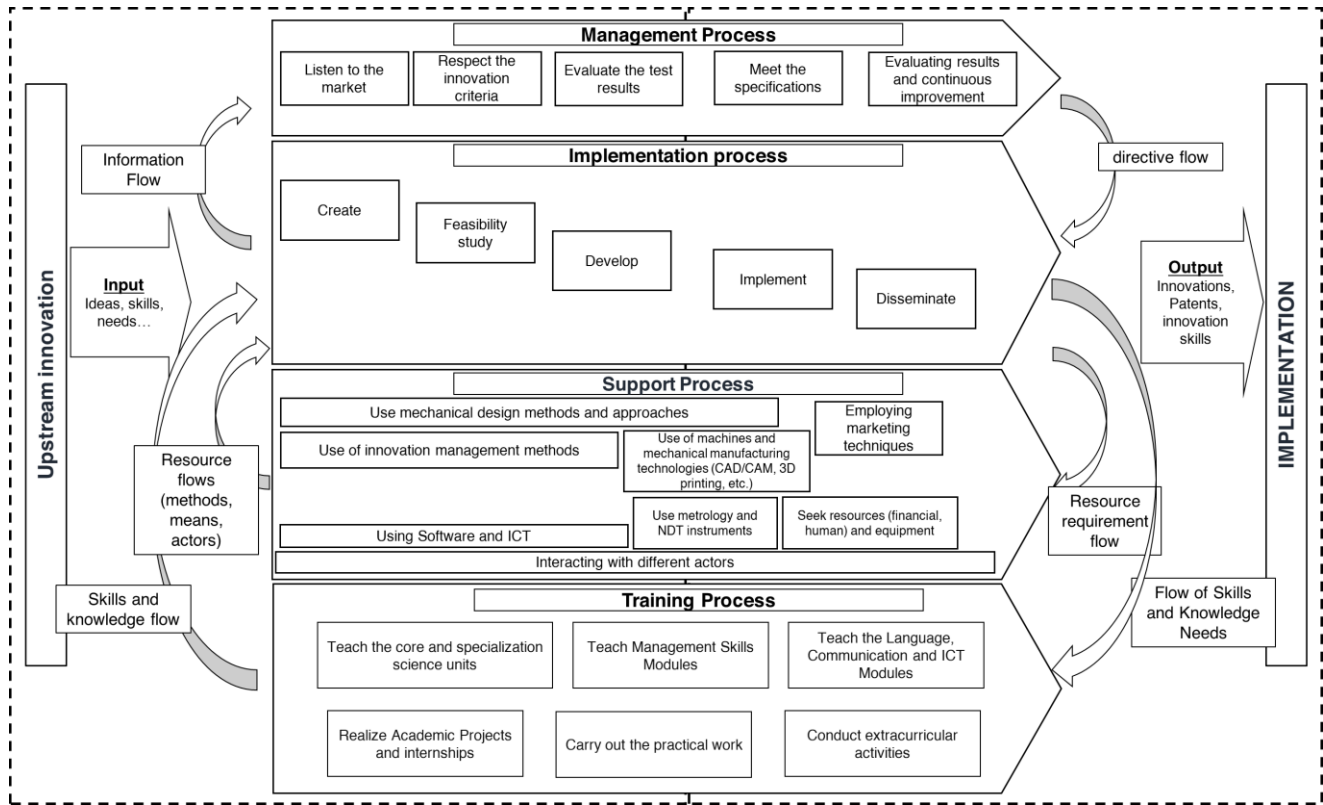 Management Process
Listen to the
market
Respect the
innovation
criteria
Evaluate the test
results
Meet the
specifications
Evaluating results
and continuous
improvement
Upstream innovation
Information
Flow
Input
Ideas, skills,
needs…
Resource
flows
(methods,
means,
actors)
Skills and
knowledge flow
Implementation process
Create
Feasibility
study
Develop
Implement
Disseminate
directive flow
Output
Innovations,
Patents,
innovation
skills
IMPLEMENTATION
Support Process
Use mechanical design methods and approaches
Employing
marketing
techniques
Use of innovation management methods
Use of machines and
mechanical manufacturing
technologies (CAD/CAM, 3D
printing, etc.)
Use metrology and
NDT instruments
Seek resources (financial,
human) and equipment
Using Software and ICT
Interacting with different actors
Resource
requirement
flow
Flow of Skills
and Knowledge
Needs
Training Process
Teach the core and specialization
science units
Teach Management Skills
Modules
Teach the Language,
Communication and ICT
Modules
Realize Academic Projects
and internships
Carry out the practical work
Conduct extracurricular
activities